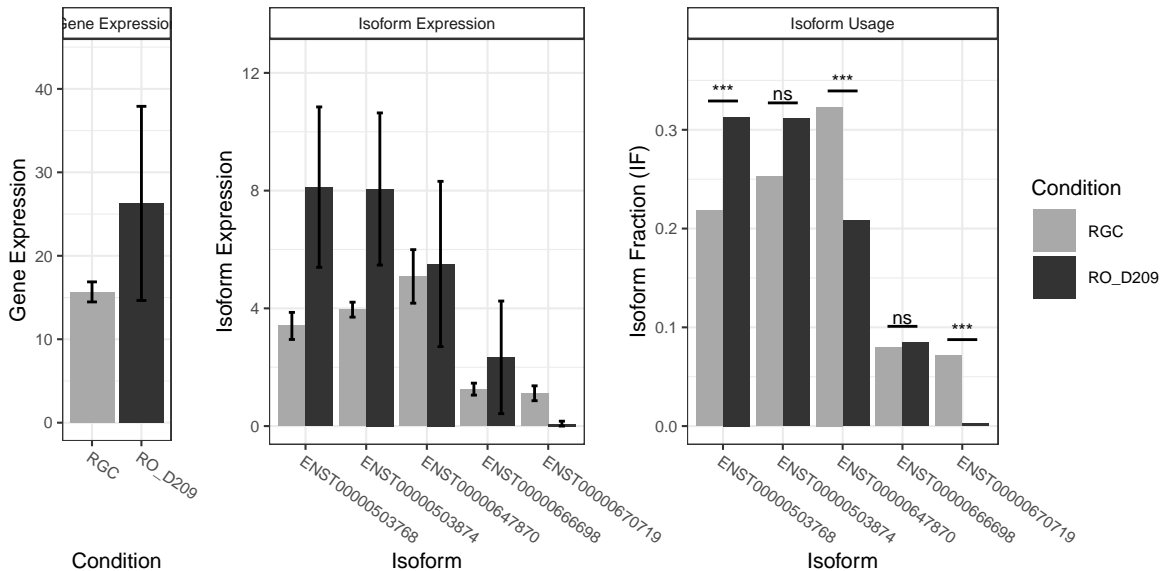 Gene Expression
Isoform Expression
Isoform Usage
Gene Expression
40
30
20
10
0
RGC
RO_D209
Condition
Isoform Expression
12
8
4
0
ENST00000503768
ENST00000503874
ENST00000647870
ENST00000666698
ENST00000670719
Isoform
Isoform Fraction (IF)
0.3
0.2
0.1
0.0
***
ns
***
ns
***
ENST00000503768
ENST00000503874
ENST00000647870
ENST00000666698
ENST00000670719
Isoform
Condition
RGC
RO_D209